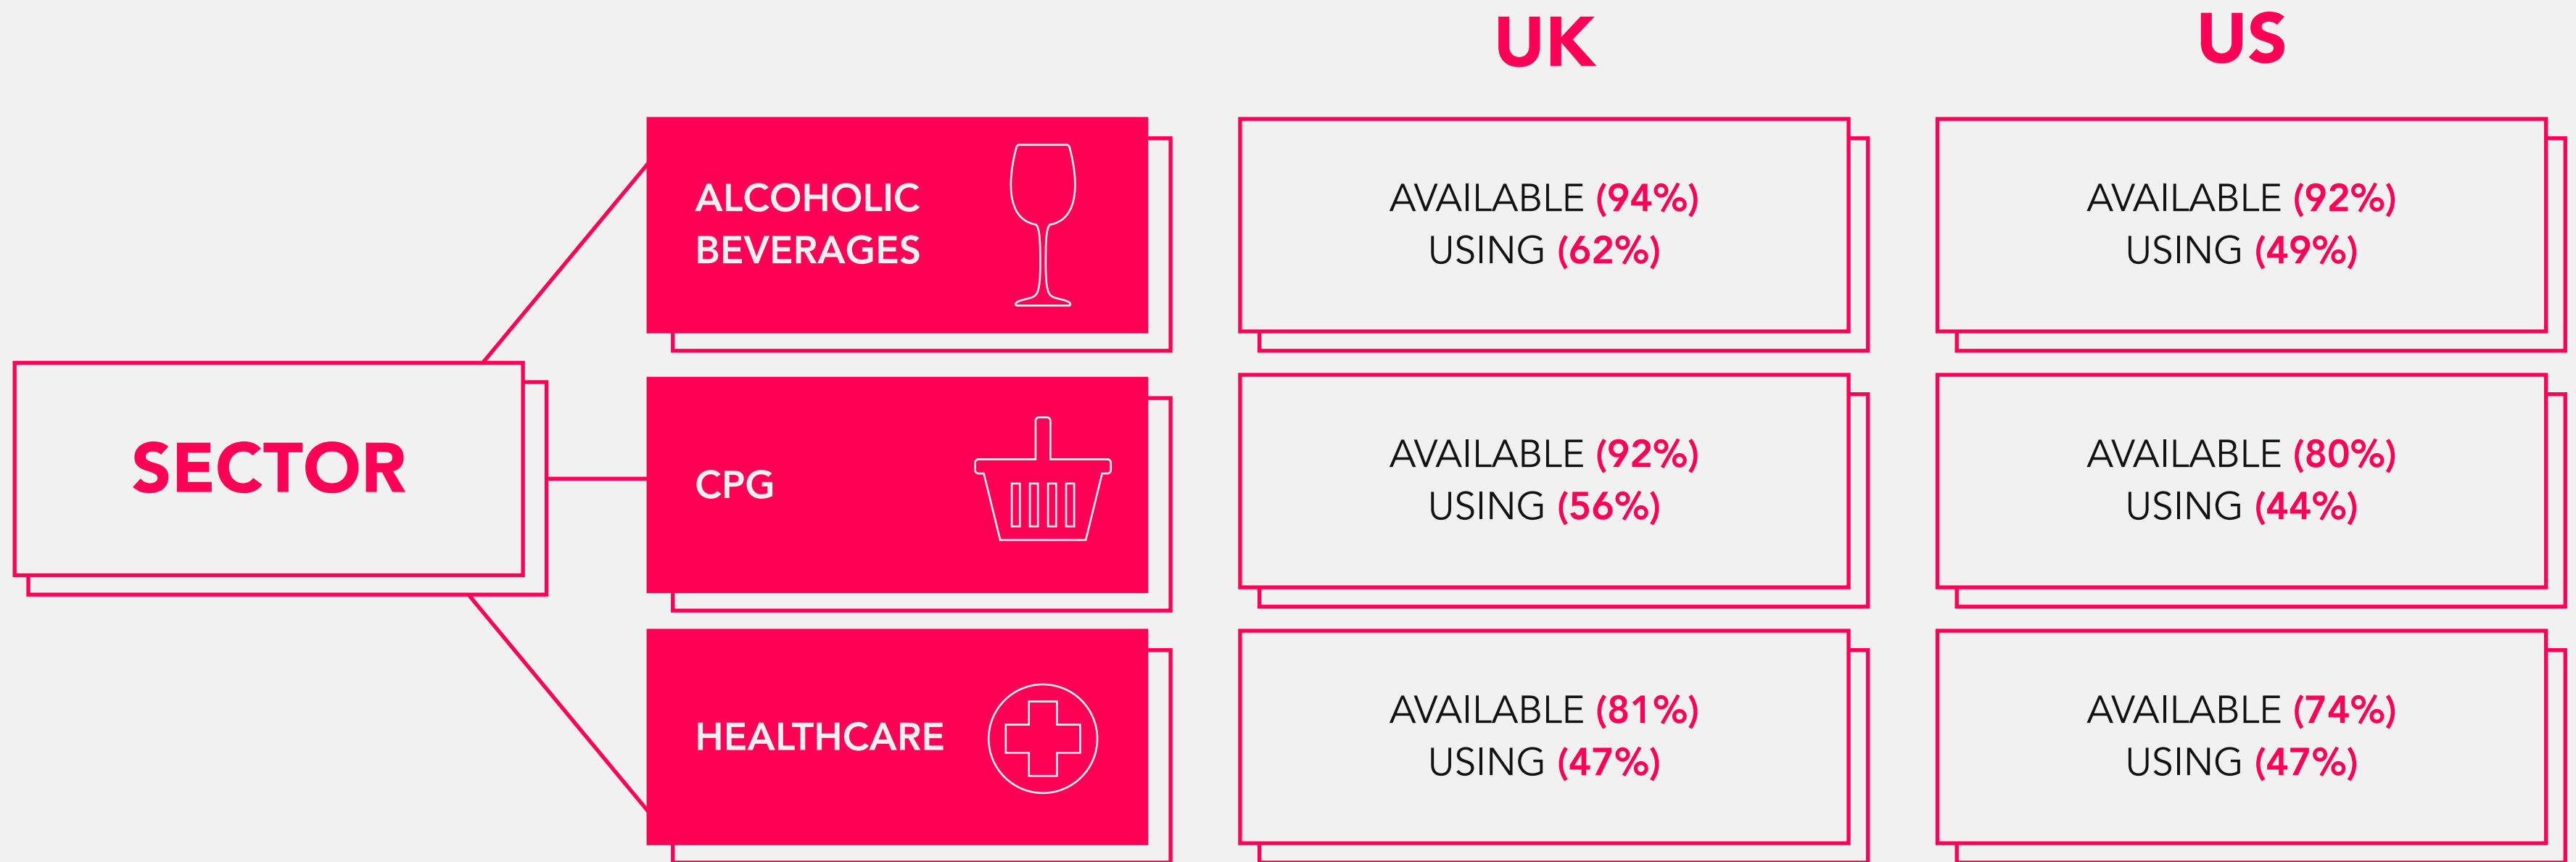 UK
US
ALCOHOLIC
BEVERAGES
AVAILABLE (94%)
USING (62%)
AVAILABLE (92%)
USING (49%)
SECTOR
CPG
AVAILABLE (92%)
USING (56%)
AVAILABLE (80%)
USING (44%)
HEALTHCARE
AVAILABLE (81%)
USING (47%)
AVAILABLE (74%)
USING (47%)